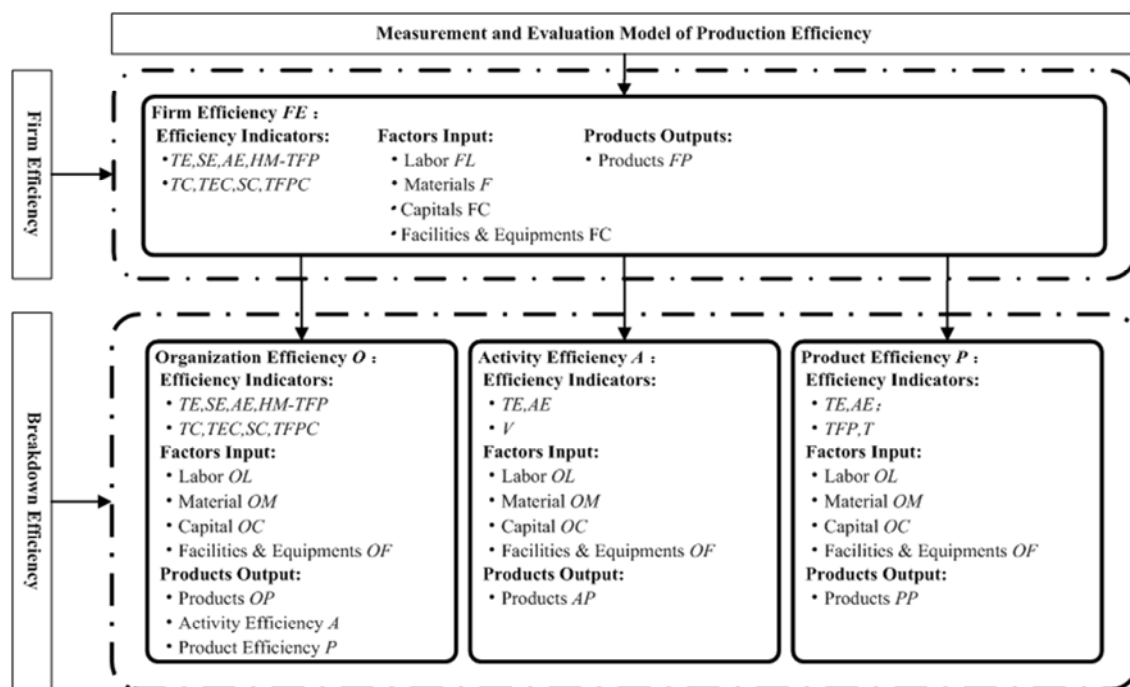 Measurement and Evaluation Model of Production Efficiency
Firm Efficiency
Firm Efficiency FE :
Efficiency Indicators:
• TE,SE,AE,HM-TFP
• TC,TEC,SC,TFPC
Factors Input:
• Labor FL
• Materials F
• Capitals FC
• Facilities & Equipments FC
Products Outputs:
• Products FP
Breakdown Efficiency
Organization Efficiency O :
Efficiency Indicators:
• TE,SE,AE,HM-TFP
• TC,TEC,SC,TFPC
Factors Input:
• Labor OL
• Material OM
• Capital OC
• Facilities & Equipments OF
Products Output:
• Products OP
• Activity Efficiency A
• Product Efficiency P
Activity Efficiency A :
Efficiency Indicators:
• TE,AE
• V
Factors Input:
• Labor OL
• Material OM
• Capital OC
• Facilities & Equipments OF
Products Output:
• Products AP
Product Efficiency P :
Efficiency Indicators:
• TE,AE;
• TFP,T
Factors Input:
• Labor OL
• Material OM
• Capital OC
• Facilities & Equipments OF
Products Output:
• Products PP